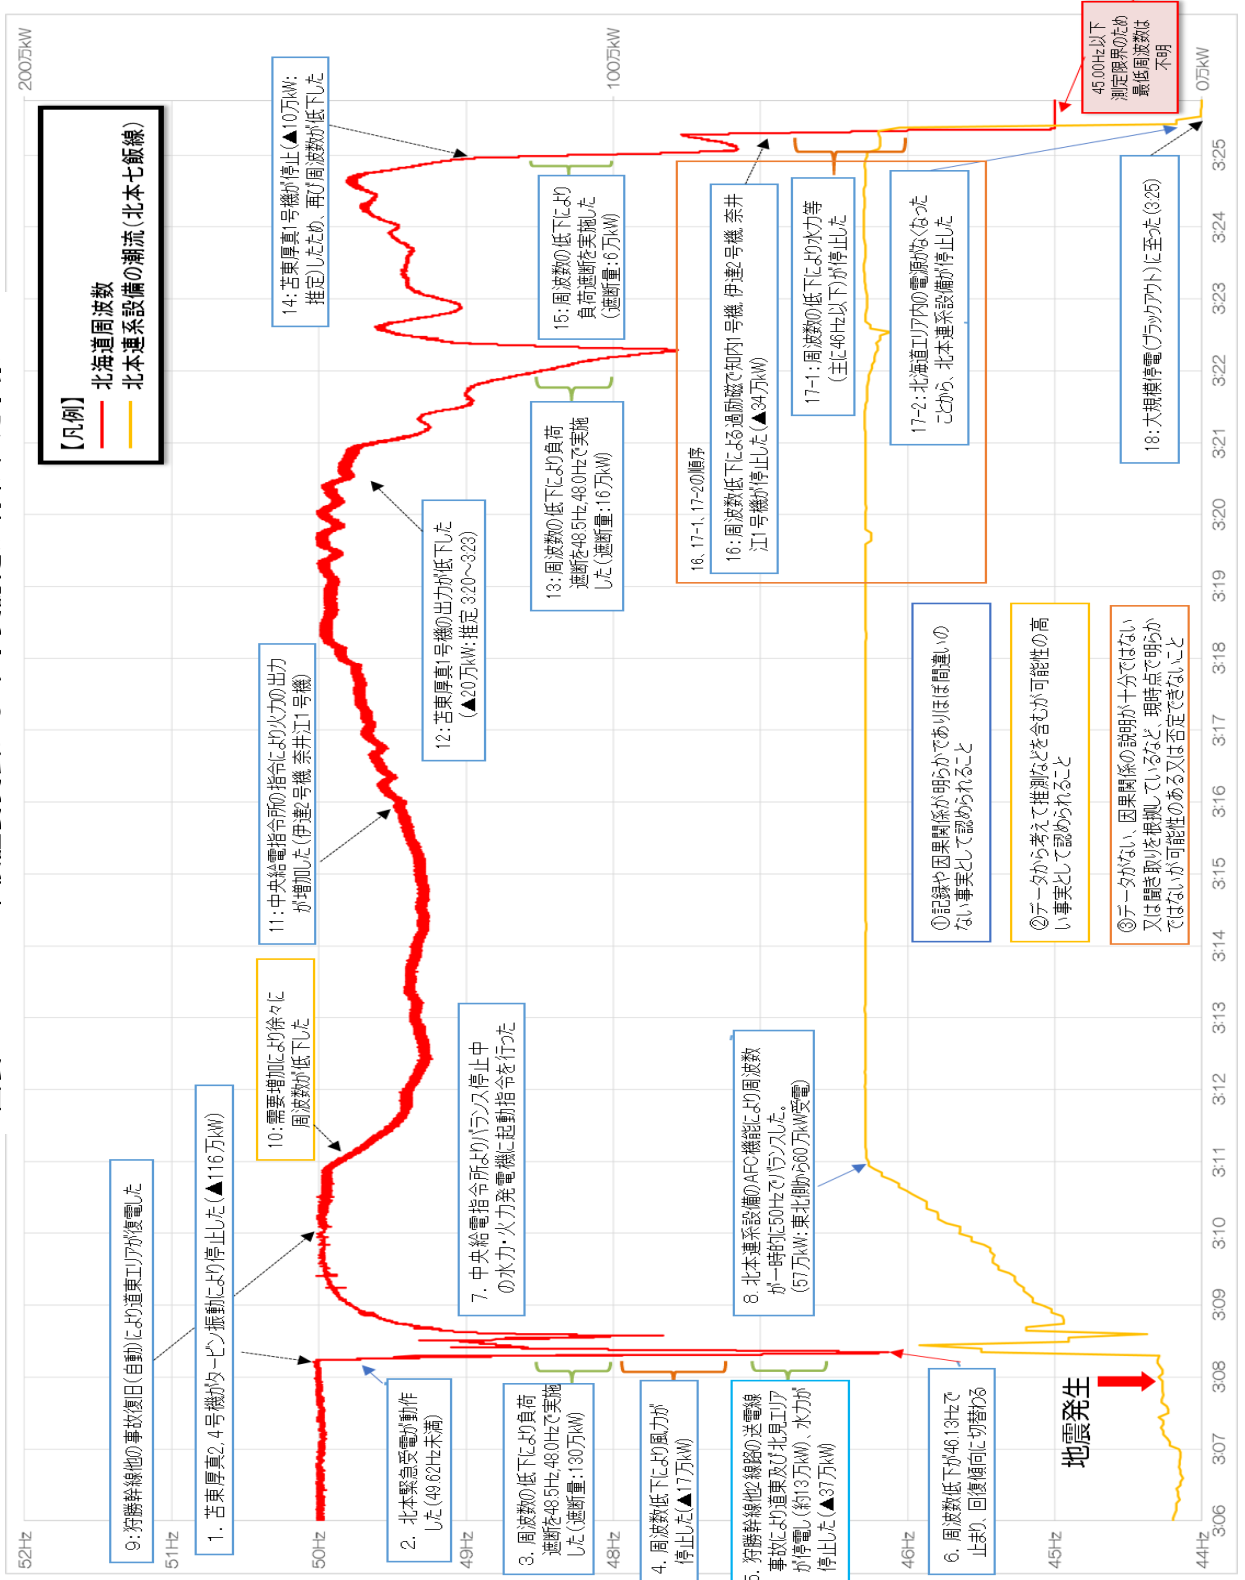 【凡例】
北海道周波数
北本連系設備の潮流(北本七飯線)
52Hz
51Hz
50Hz
49Hz
48Hz
46Hz
45Hz
44Hz
200万kW
100万kW
0万kW
3:06
3:07
3:08
3:09
3:10
3:11
3:12
3:13
3:14
3:15
3:16
3:17
3:18
3:19
3:20
3:21
3:22
3:23
3:24
3:25
9:狩勝幹線他の事故復旧(自動)により道東エリアが復電した
1. 苫東厚真2,4号機がタービン振動により停止した(▲116万kW)
2. 北本緊急受電が動作
した(49.62Hz未満)
3. 周波数の低下により負荷
遮断を48.5Hz,48.0Hzで実施
した(遮断量:130万kW)
4. 周波数低下により風力が
停止した(▲17万kW)
5. 狩勝幹線他2線路の送電線
事故により道東及び北見エリア
が停電し(約13万kW)、水力が
停止した(▲37万kW)
6. 周波数低下が46.13Hzで
止まり、回復傾向に切替わる
地震発生
7. 中央給電指令所よりバランス停止中
の水力・火力発電機に起動指令を行った
8. 北本連系設備のAFC機能により周波数
が一時的に50Hzでバランスした。
(57万kW:東北側から60万kW受電)
10:需要増加により徐々に
周波数が低下した
11:中央給電指令所の指令により火力の出力
が増加した(伊達2号機,奈井江1号機)
12:苫東厚真1号機の出力が低下した
(▲20万kW:推定,3:20~3:23)
13:周波数の低下により負荷
遮断を48.5Hz,48.0Hzで実施
した(遮断量:16万kW)
14:苫東厚真1号機が停止(▲10万kW:
推定)したため、再び周波数が低下した
15:周波数の低下により
負荷遮断を実施した
(遮断量:6万kW)
16、17-1、17-2の順序
16:周波数低下による過励磁で知内1号機,伊達2号機,奈井
江1号機が停止した(▲34万kW)
17-1:周波数の低下により水力等
(主に46Hz以下)が停止した
17-2:北海道エリア内の電源がなくなった
ことから、北本連系設備が停止した
18:大規模停電(ブラックアウト)に至った(3:25)
45.00Hz以下
測定限界のため
最低周波数は
不明
①記録や因果関係が明らかでありほぼ間違いの
ない事実として認められること
②データから考えて推測などを含むが可能性の高
い事実として認められること
③データがない、因果関係の説明が十分ではない
又は聞き取りを根拠しているなど、現時点で明らか
ではないが可能性のある又は否定できないこと